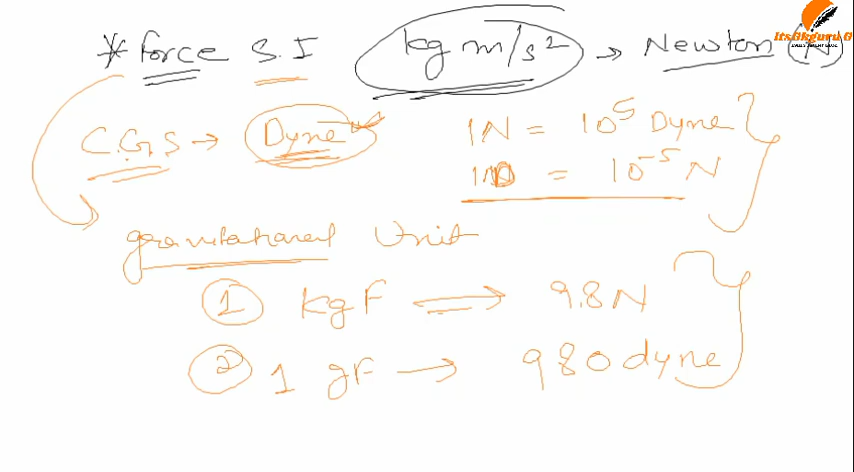 * Force S.I kg m/s² → Newton (N)
ItsOkguru
C.G.S → Dyne
1N = 10⁵ Dyne
1D = 10⁻⁵ N
gravitational Unit
① kgF → 9.8N
② 1 gF → 980 dyne